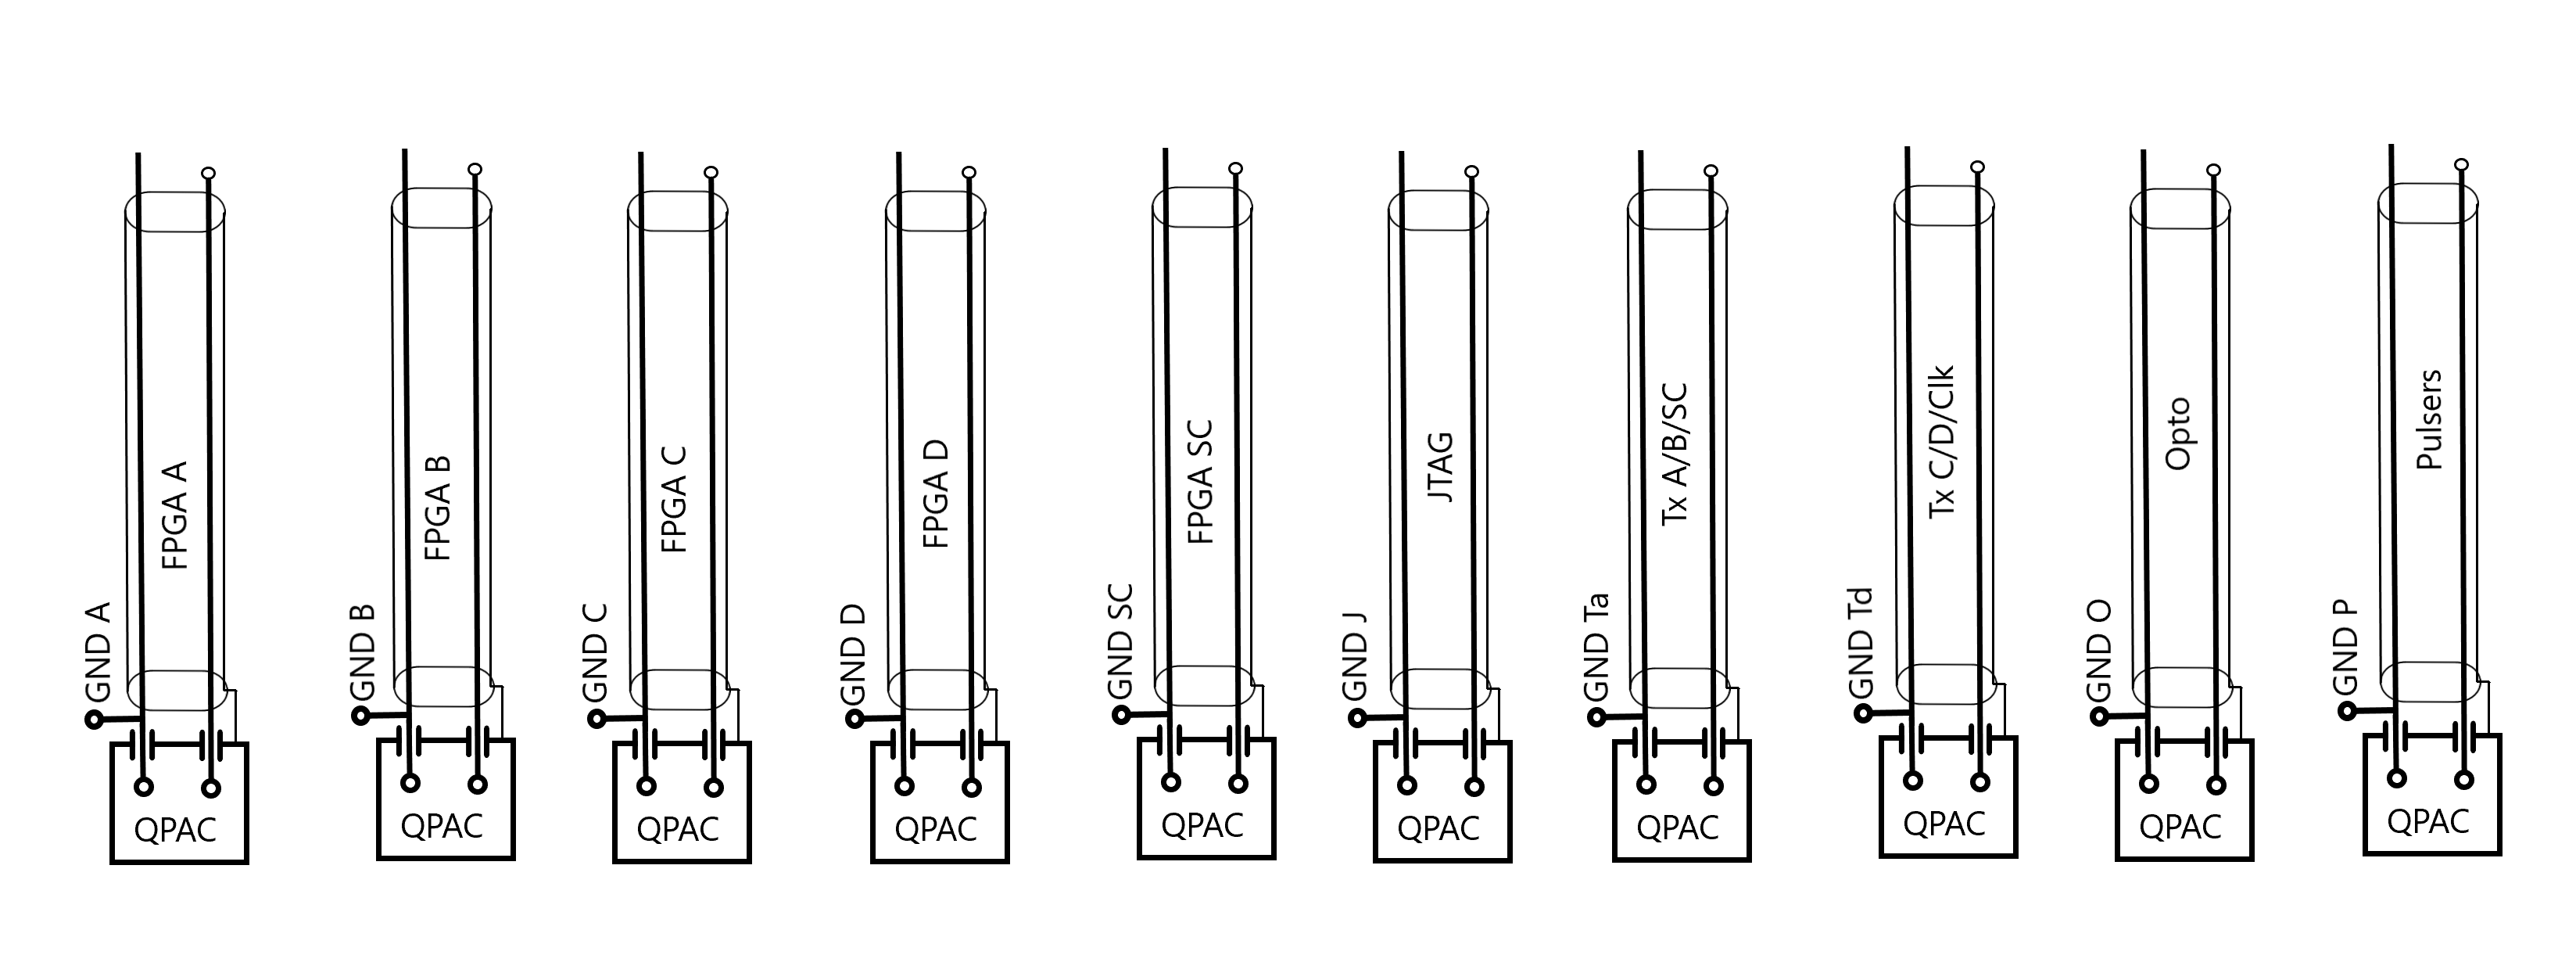 GND A
FPGA A
QPAC
GND B
FPGA B
QPAC
GND C
FPGA C
QPAC
GND D
FPGA D
QPAC
GND SC
FPGA SC
QPAC
GND J
JTAG
QPAC
GND Ta
Tx A/B/SC
QPAC
GND Td
Tx C/D/Clk
QPAC
GND O
Opto
QPAC
GND P
Pulsers
QPAC